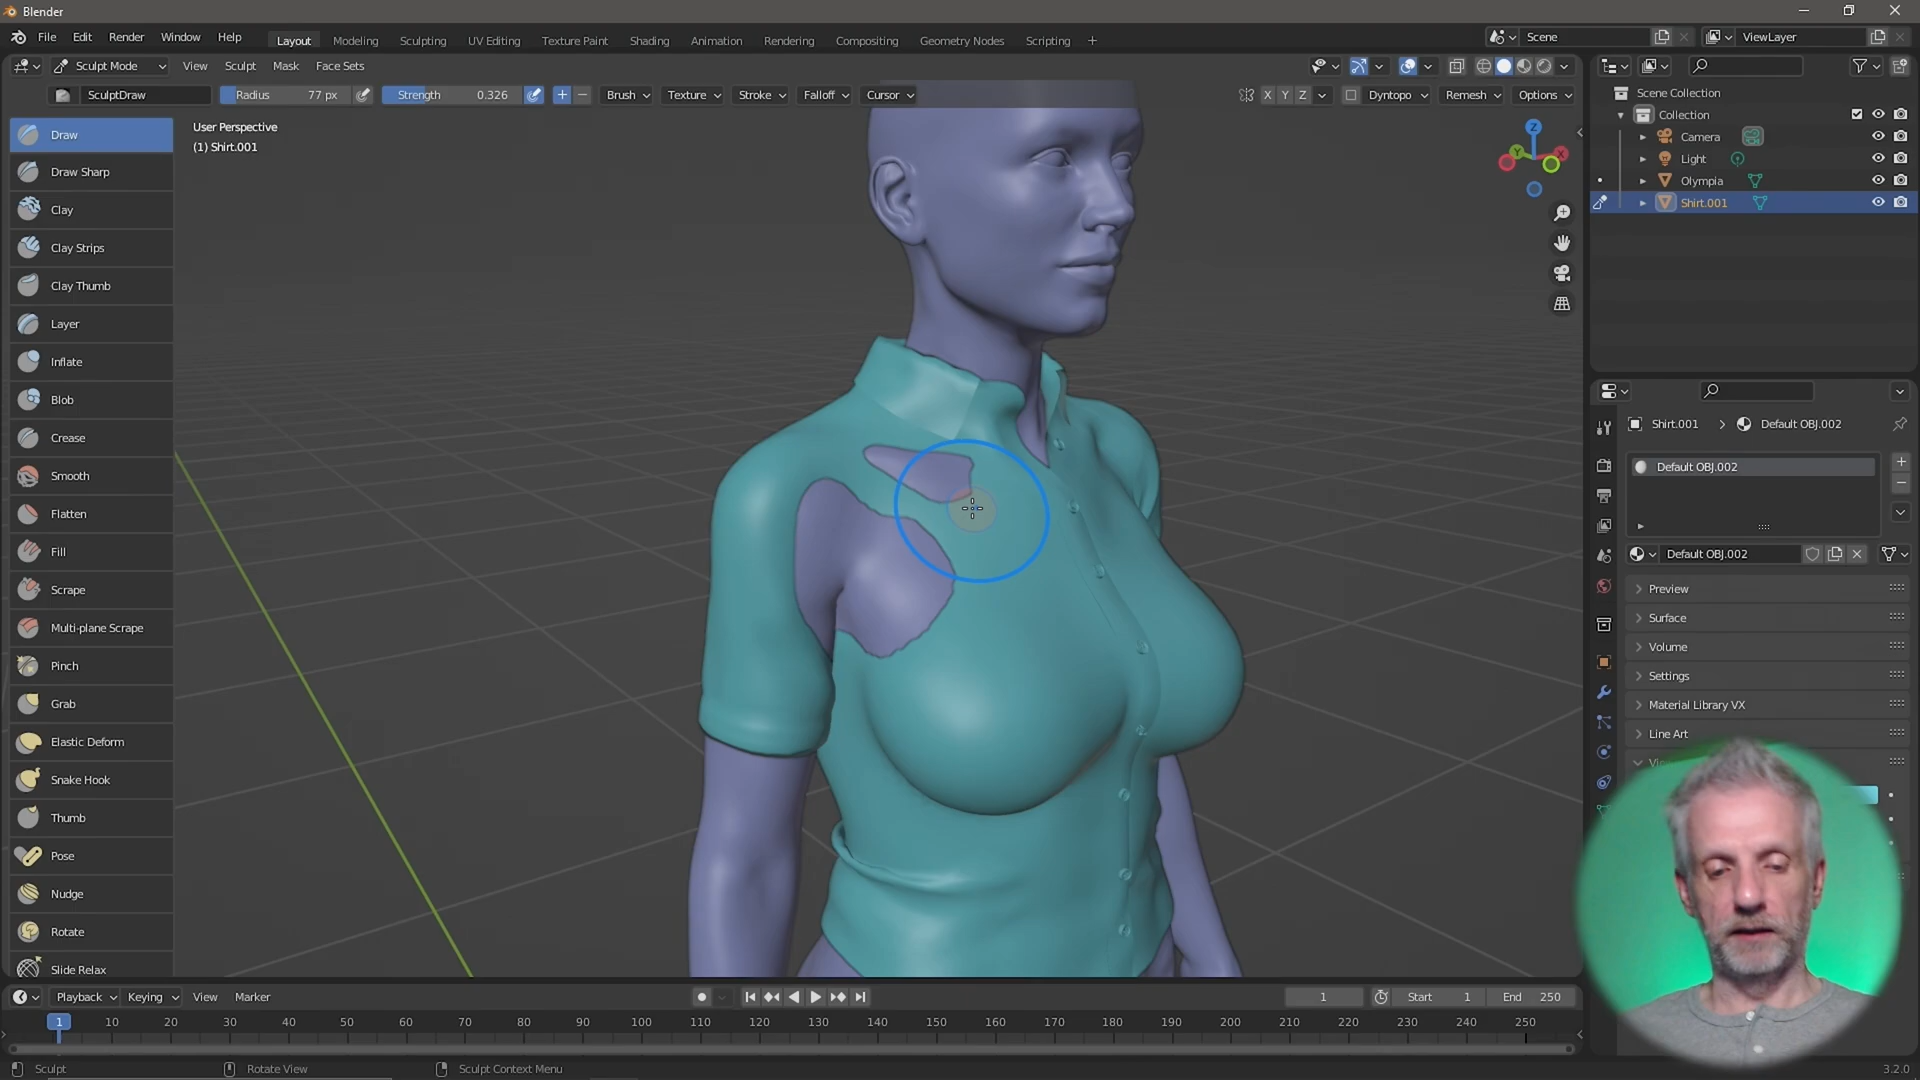 Blender
File Edit Render Window Help Layout Modeling Sculpting UV Editing Texture Paint Shading Animation Rendering Compositing Geometry Nodes Scripting + Scene ViewLayer
Sculpt Mode View Sculpt Mask Face Sets
SculptDraw Radius 77 px Strength 0.326 + − Brush Texture Stroke Falloff Cursor X Y Z Dyntopo Remesh Options
Draw
Draw Sharp
Clay
Clay Strips
Clay Thumb
Layer
Inflate
Blob
Crease
Smooth
Flatten
Fill
Scrape
Multi-plane Scrape
Pinch
Grab
Elastic Deform
Snake Hook
Thumb
Pose
Nudge
Rotate
Slide Relax
User Perspective
(1) Shirt.001
Z
Y X
Scene Collection
Collection
Camera
Light
Olympia
Shirt.001
Shirt.001 > Default OBJ.002
Default OBJ.002
Default OBJ.002
Preview
Surface
Volume
Settings
Material Library VX
Line Art
Playback Keying View Marker 1 Start 1 End 250
1 10 20 30 40 50 60 70 80 90 100 110 120 130 140 150 160 170 180 190 200 210 220 230 240 250
Sculpt Rotate View Sculpt Context Menu 3.2.0